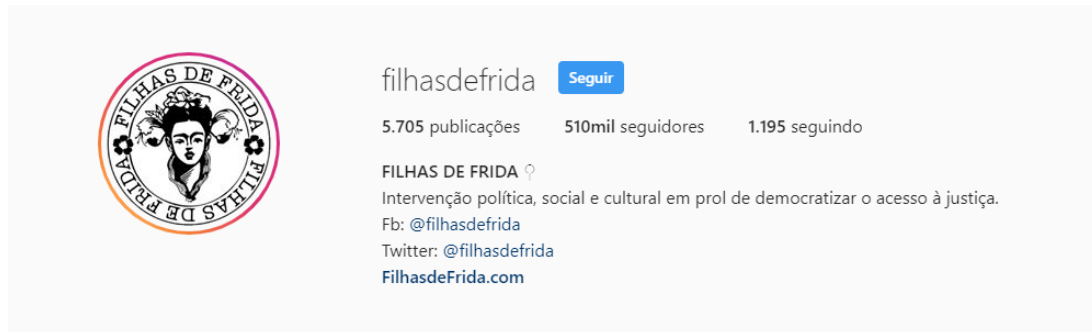 FILHAS DE FRIDA
FILHAS DE FRIDA
filhasdefrida Seguir
5.705 publicações 510mil seguidores 1.195 seguindo
FILHAS DE FRIDA
Intervenção política, social e cultural em prol de democratizar o acesso à justiça.
Fb: @filhasdefrida
Twitter: @filhasdefrida
FilhasdeFrida.com